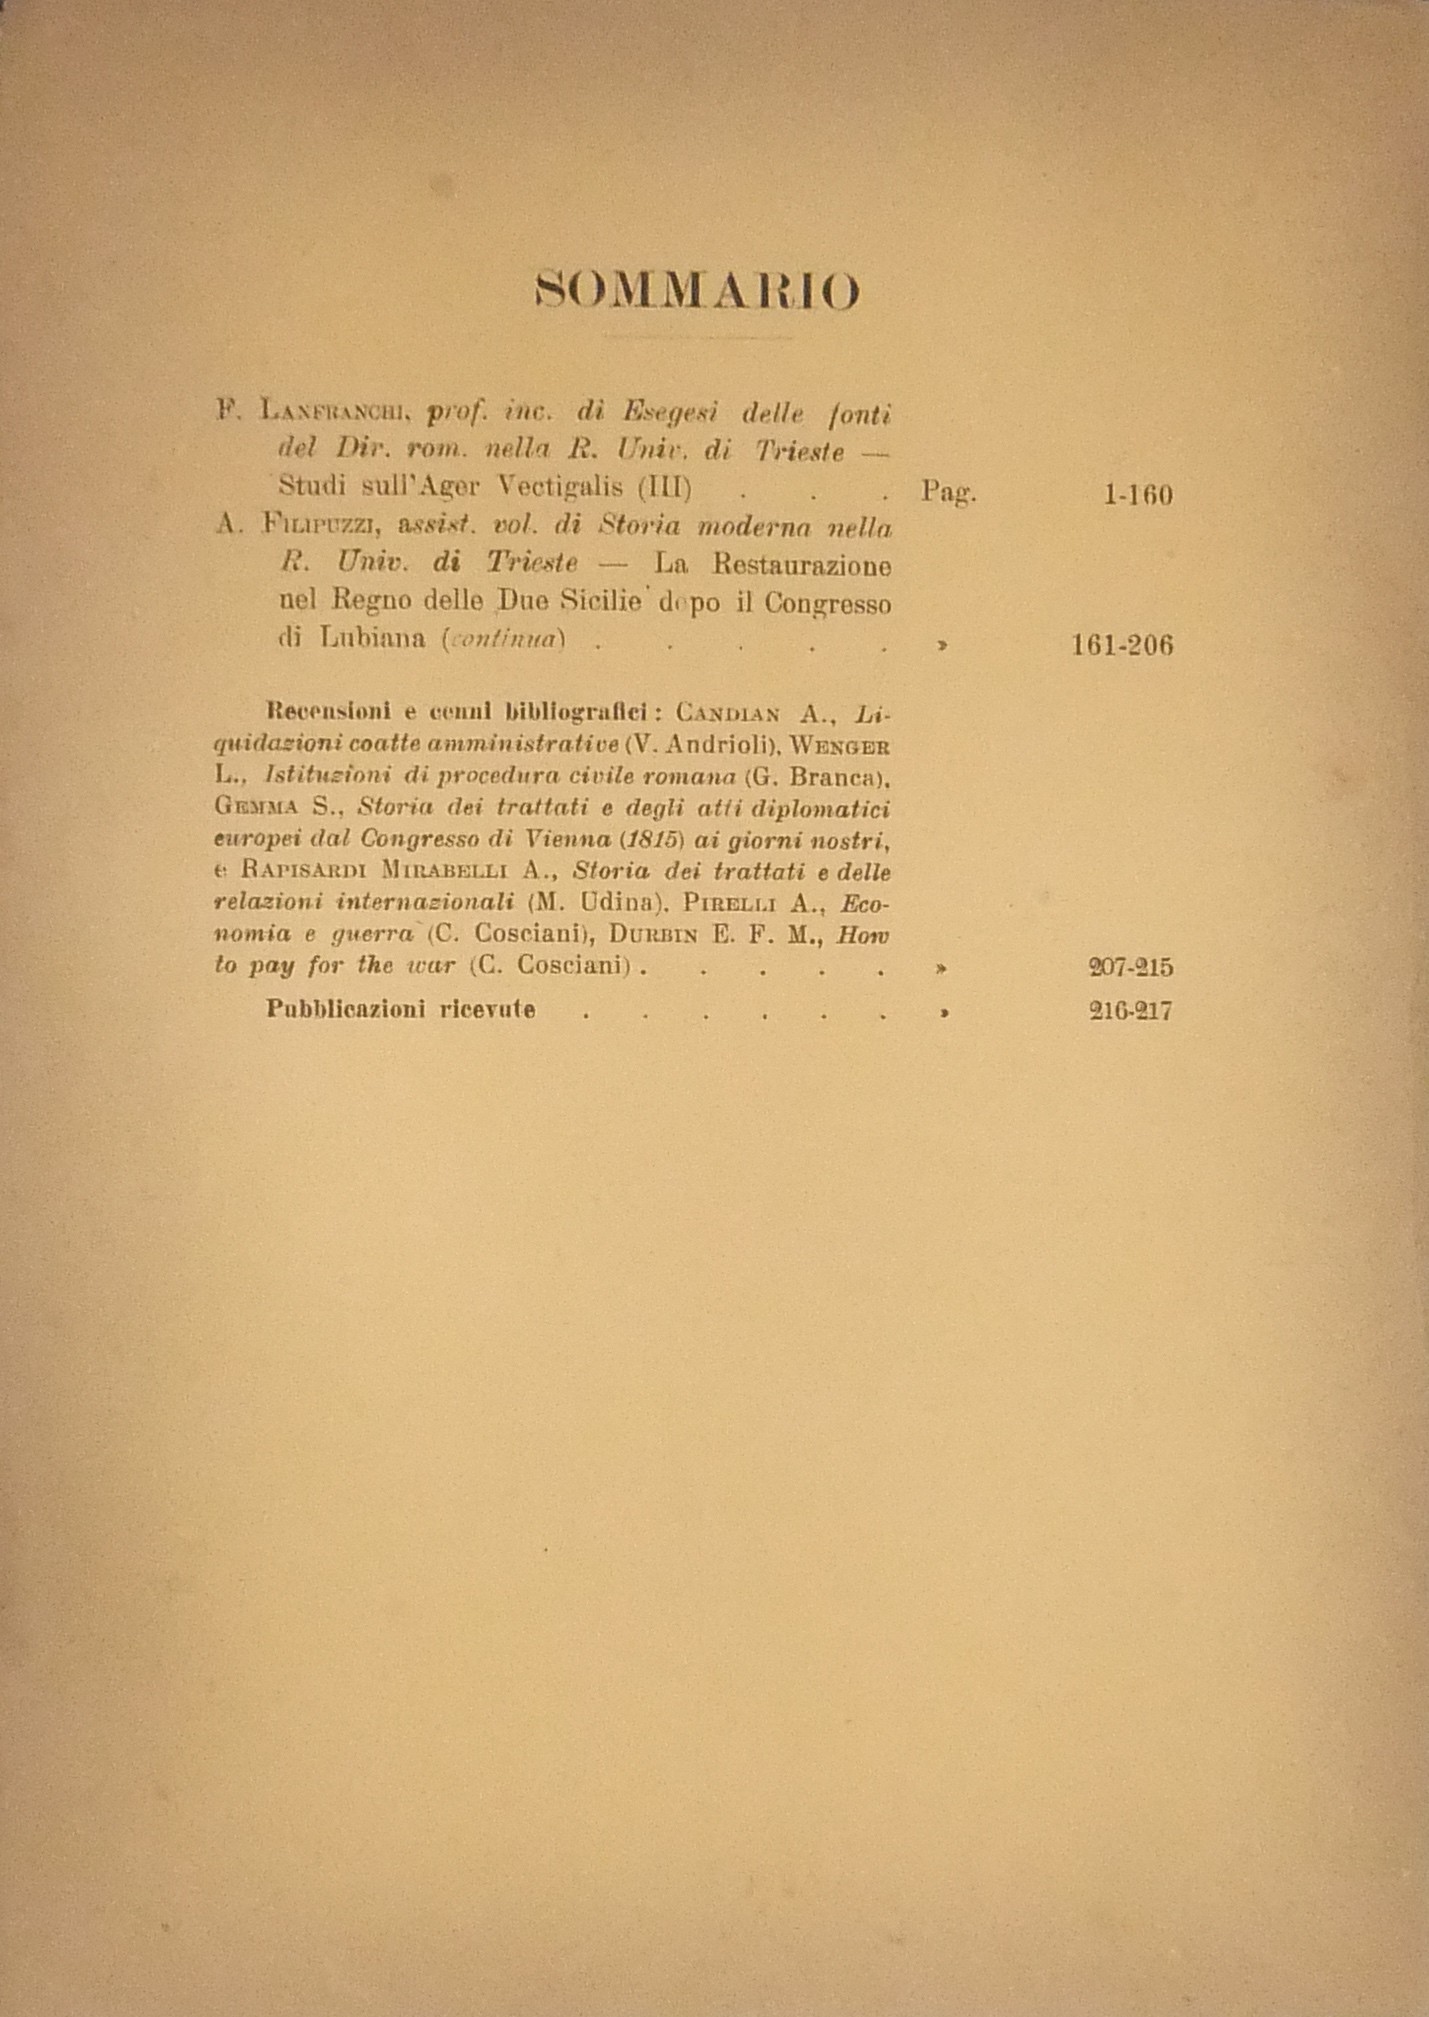 SOMMARIO
F. LANFRANCHI, prof. inc. di Esegesi delle fonti
del Dir. rom. nella R. Univ. di Trieste —
Studi sull'Ager Vectigalis (III) . . . Pag. 1-160
A. FILIPUZZI, assist. vol. di Storia moderna nella
R. Univ. di Trieste — La Restaurazione
nel Regno delle Due Sicilie dopo il Congresso
di Lubiana (continua) . . . . . » 161-206
Recensioni e cenni bibliografici: CANDIAN A., Li-
quidazioni coatte amministrative (V. Andrioli), WENGER
L., Istituzioni di procedura civile romana (G. Branca),
GEMMA S., Storia dei trattati e degli atti diplomatici
europei dal Congresso di Vienna (1815) ai giorni nostri,
e RAPISARDI MIRABELLI A., Storia dei trattati e delle
relazioni internazionali (M. Udina), PIRELLI A., Eco-
nomia e guerra (C. Cosciani), DURBIN E. F. M., How
to pay for the war (C. Cosciani) . . . . . » 207-215
Pubblicazioni ricevute . . . . . . » 216-217